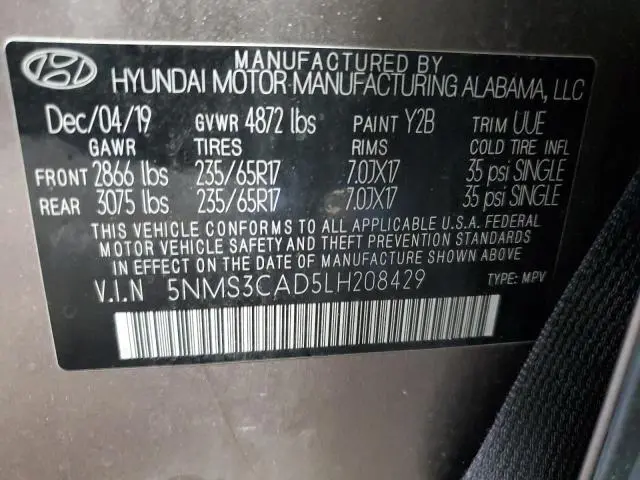 MANUFACTURED BY
HYUNDAI MOTOR MANUFACTURING ALABAMA, LLC
Dec/04/19 GVWR 4872 lbs PAINT Y2B TRIM UUE
GAWR TIRES RIMS COLD TIRE INFL
FRONT 2866 lbs 235/65R17 7.0JX17 35 psi SINGLE
REAR 3075 lbs 235/65R17 7.0JX17 35 psi SINGLE
THIS VEHICLE CONFORMS TO ALL APPLICABLE U.S.A. FEDERAL
MOTOR VEHICLE SAFETY AND THEFT PREVENTION STANDARDS
IN EFFECT ON THE DATE OF MANUFACTURE SHOWN ABOVE.
V.I.N 5NMS3CAD5LH208429 TYPE: MPV